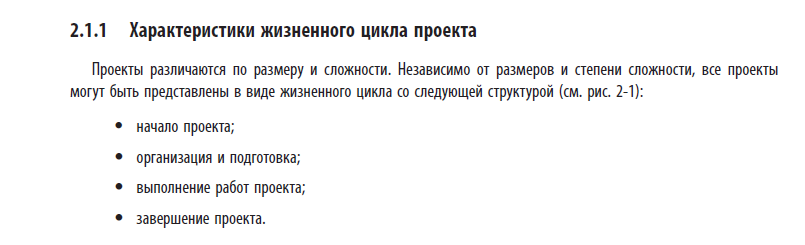 2.1.1 Характеристики жизненного цикла проекта
Проекты различаются по размеру и сложности. Независимо от размеров и степени сложности, все проекты
могут быть представлены в виде жизненного цикла со следующей структурой (см. рис. 2-1):
• начало проекта;
• организация и подготовка;
• выполнение работ проекта;
• завершение проекта.